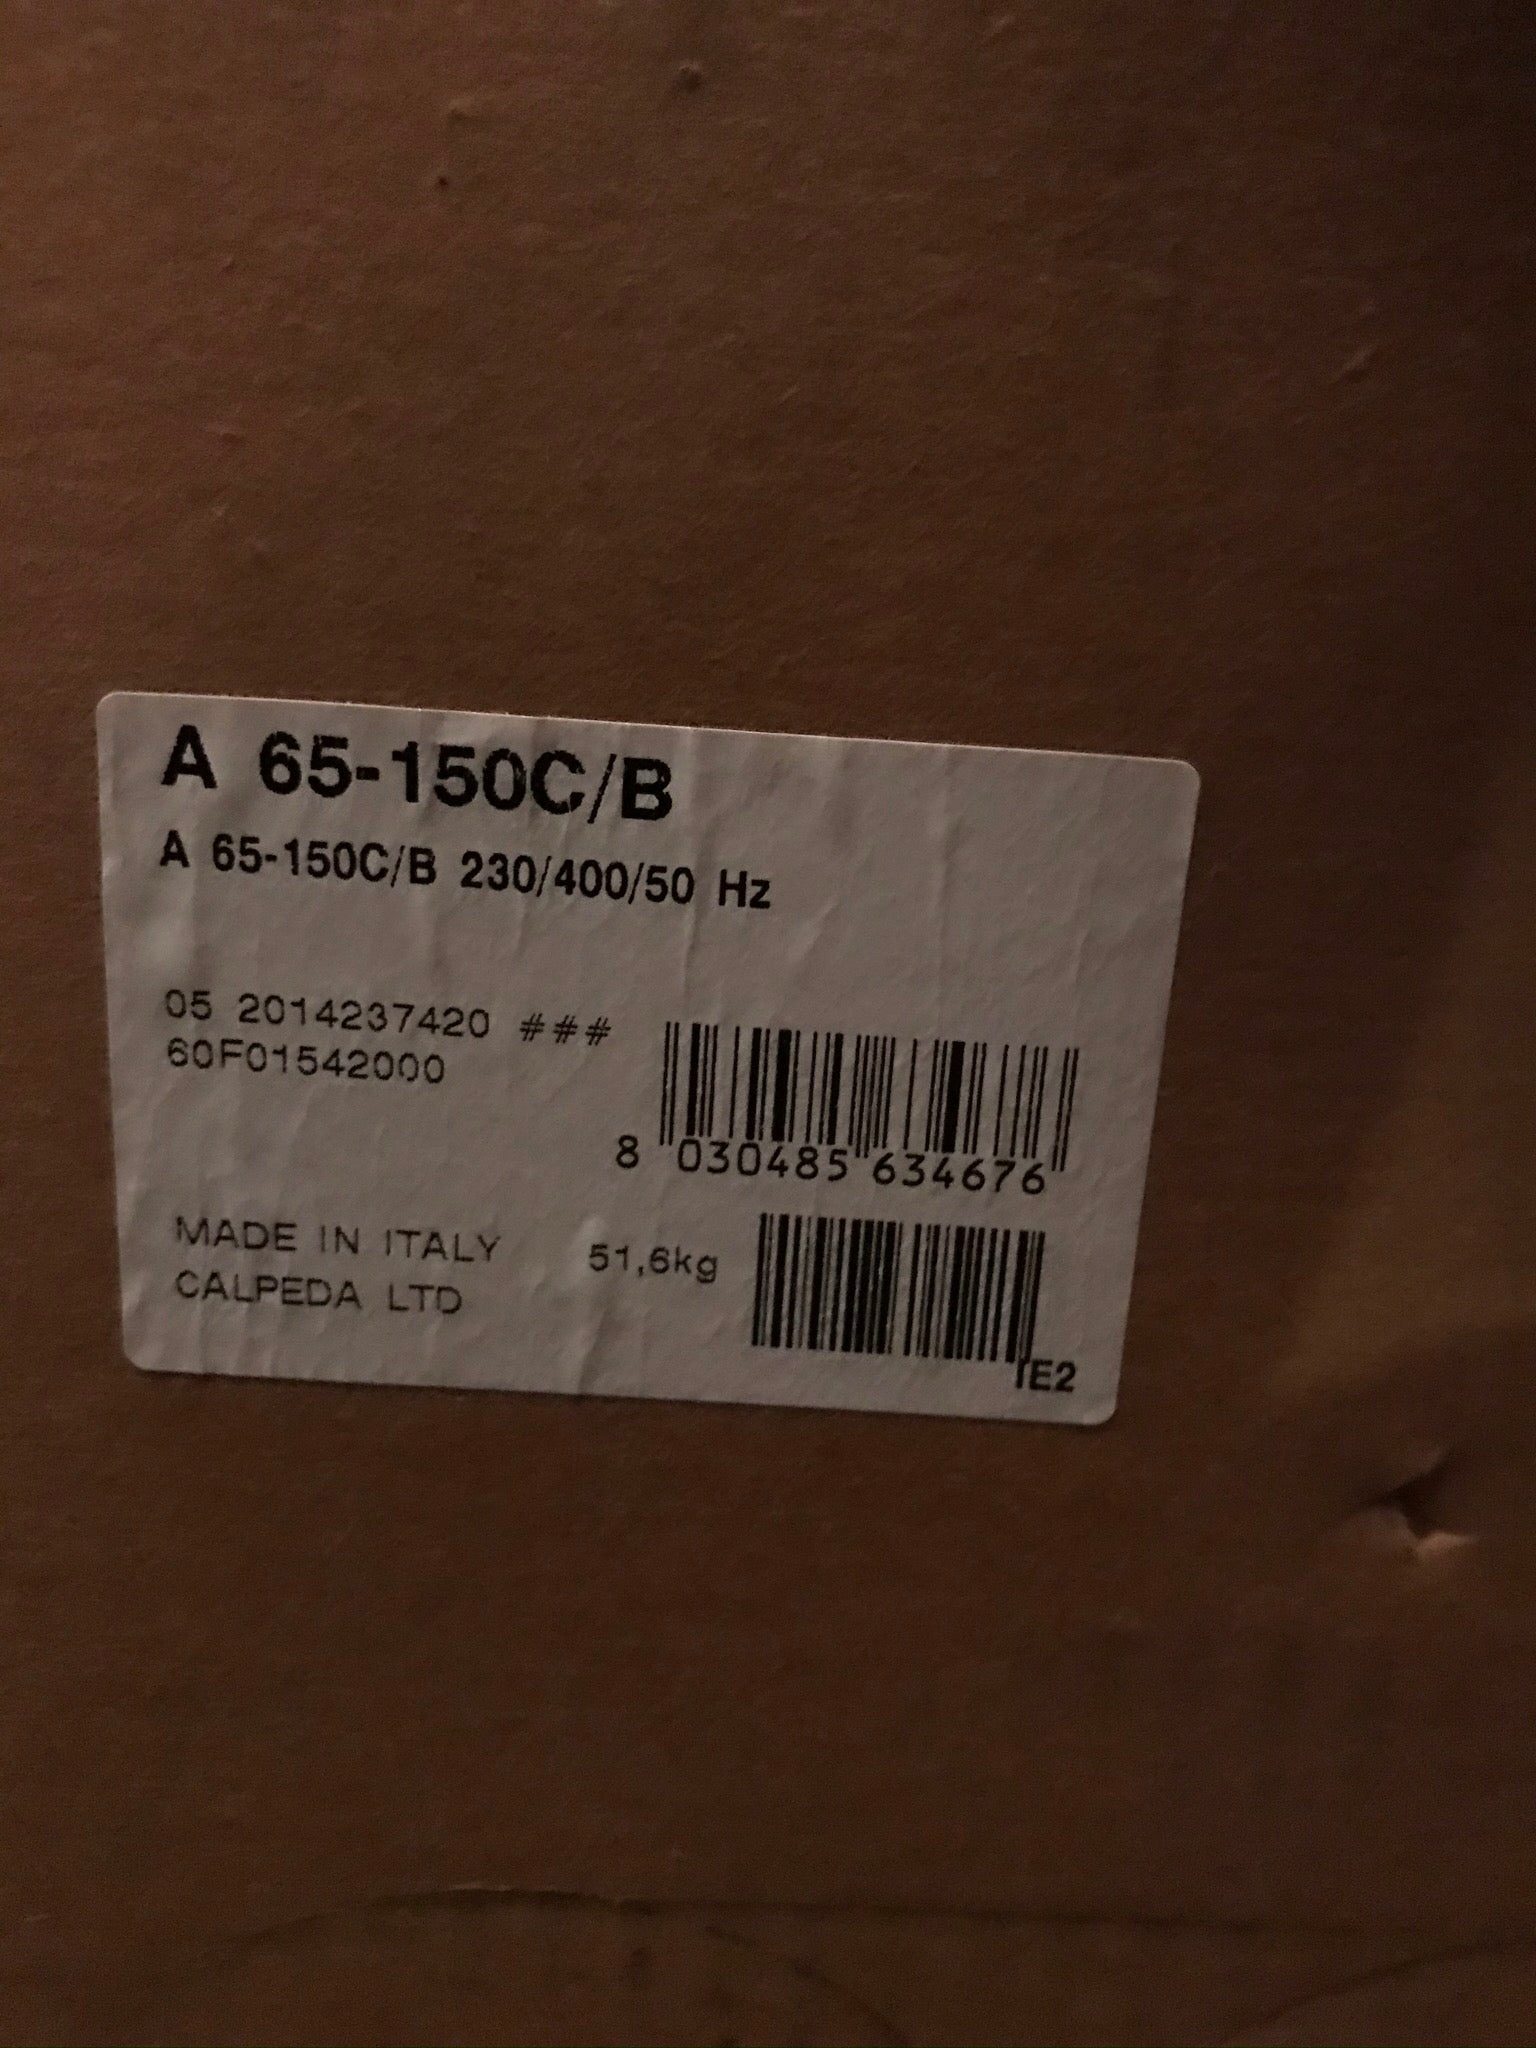 A 65-150C/B
A 65-150C/B 230/400/50 Hz
05 2014237420 ###
60F01542000
8 030485 634676
MADE IN ITALY 51,6kg
CALPEDA LTD
IE2